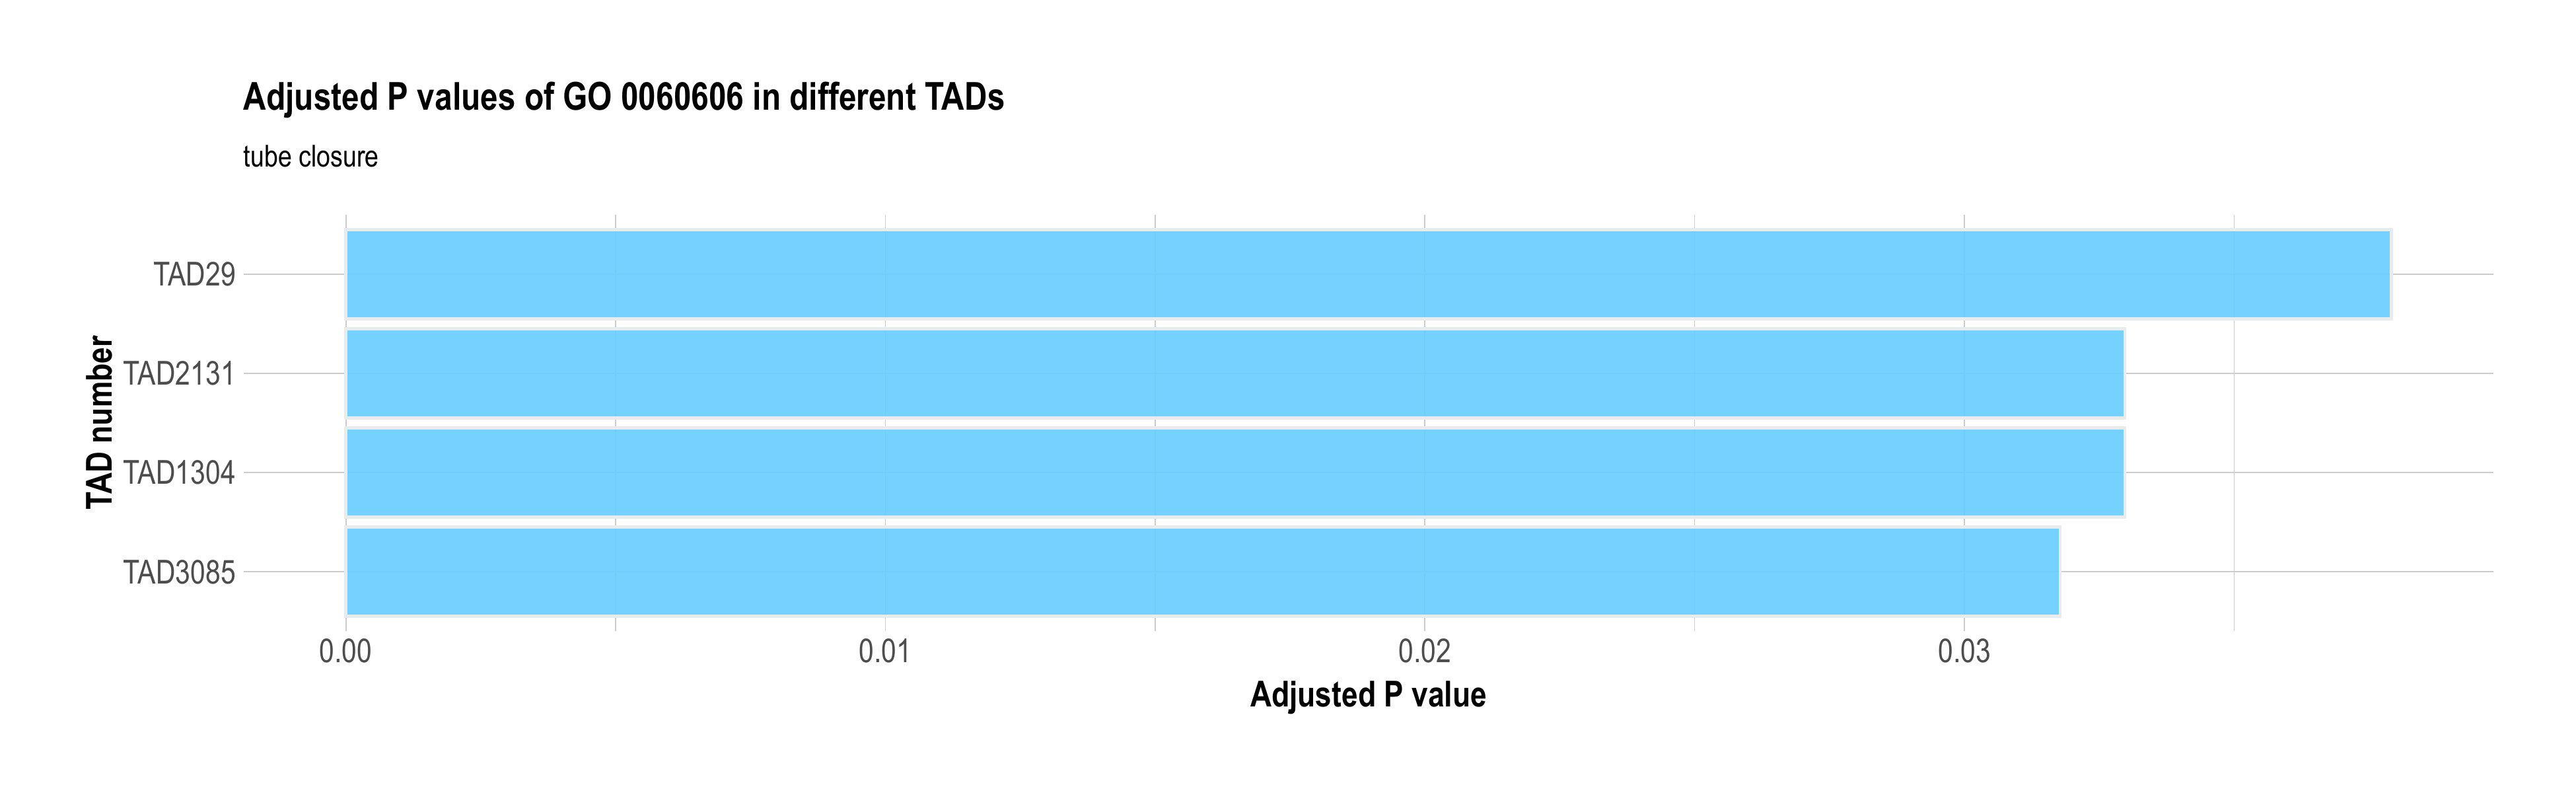 Adjusted P values of GO 0060606 in different TADs
tube closure
TAD number
TAD29
TAD2131
TAD1304
TAD3085
0.00 0.01 0.02 0.03
Adjusted P value